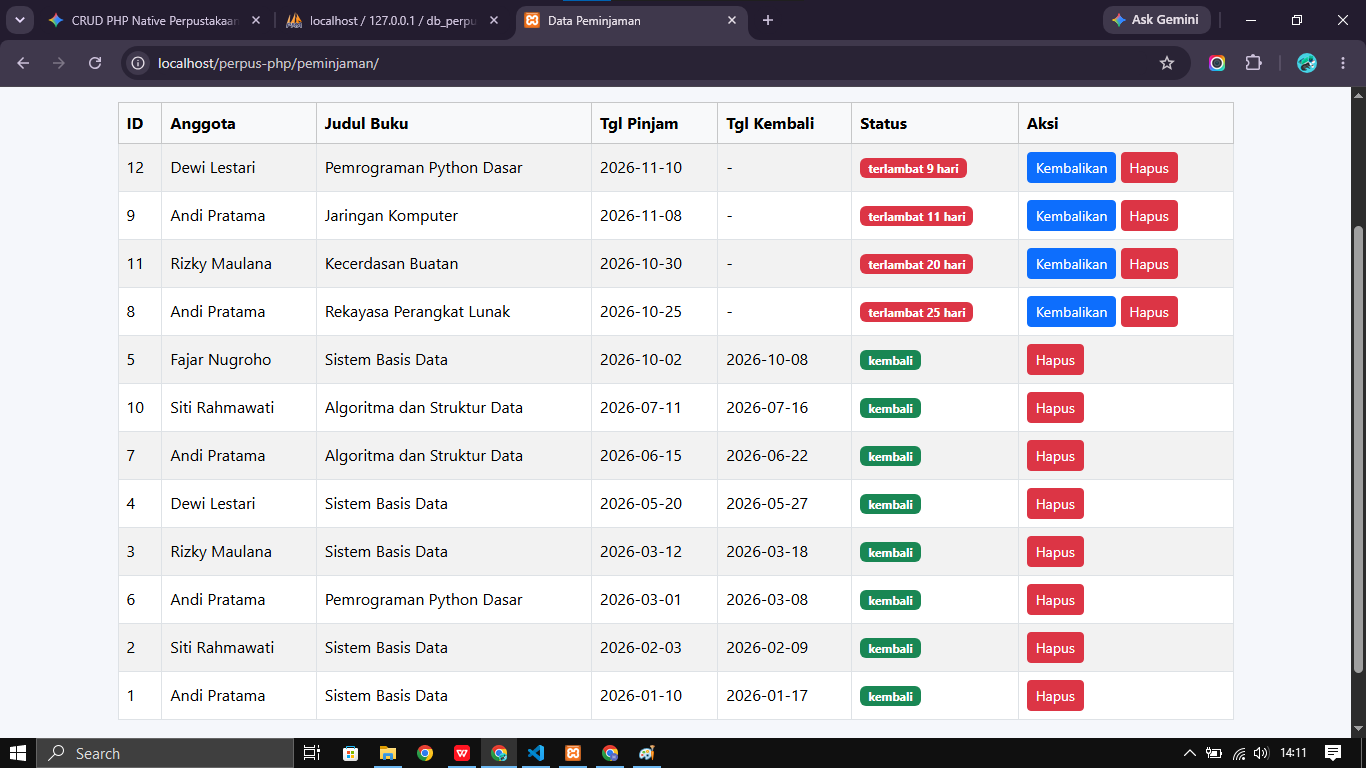 CRUD PHP Native Perpustakaan
localhost / 127.0.0.1 / db_perpu
Data Peminjaman
Ask Gemini
localhost/perpus-php/peminjaman/
ID Anggota Judul Buku Tgl Pinjam Tgl Kembali Status Aksi
12 Dewi Lestari Pemrograman Python Dasar 2026-11-10 - terlambat 9 hari Kembalikan Hapus
9 Andi Pratama Jaringan Komputer 2026-11-08 - terlambat 11 hari Kembalikan Hapus
11 Rizky Maulana Kecerdasan Buatan 2026-10-30 - terlambat 20 hari Kembalikan Hapus
8 Andi Pratama Rekayasa Perangkat Lunak 2026-10-25 - terlambat 25 hari Kembalikan Hapus
5 Fajar Nugroho Sistem Basis Data 2026-10-02 2026-10-08 kembali Hapus
10 Siti Rahmawati Algoritma dan Struktur Data 2026-07-11 2026-07-16 kembali Hapus
7 Andi Pratama Algoritma dan Struktur Data 2026-06-15 2026-06-22 kembali Hapus
4 Dewi Lestari Sistem Basis Data 2026-05-20 2026-05-27 kembali Hapus
3 Rizky Maulana Sistem Basis Data 2026-03-12 2026-03-18 kembali Hapus
6 Andi Pratama Pemrograman Python Dasar 2026-03-01 2026-03-08 kembali Hapus
2 Siti Rahmawati Sistem Basis Data 2026-02-03 2026-02-09 kembali Hapus
1 Andi Pratama Sistem Basis Data 2026-01-10 2026-01-17 kembali Hapus
Search
14:11